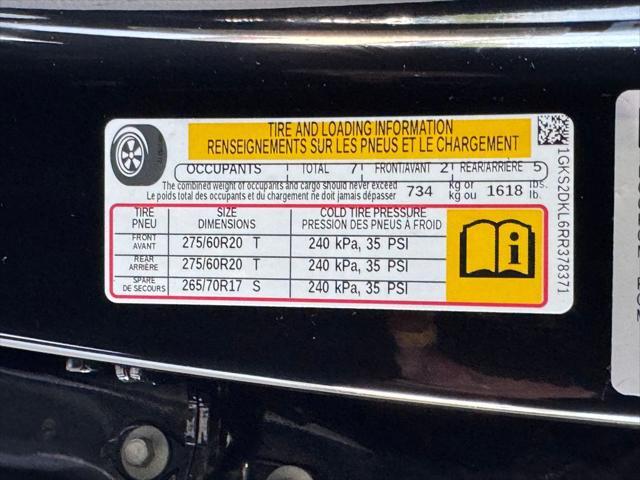 TIRE AND LOADING INFORMATION
RENSEIGNEMENTS SUR LES PNEUS ET LE CHARGEMENT
OCCUPANTS TOTAL 7 FRONT/AVANT 2 REAR/ARRIÈRE 5
The combined weight of occupants and cargo should never exceed 734 kg or 1618 lbs.
Le poids total des occupants et du chargement ne doit jamais dépasser kg ou lb.
TIRE SIZE COLD TIRE PRESSURE
PNEU DIMENSIONS PRESSION DES PNEUS À FROID
FRONT
AVANT 275/60R20 T 240 kPa, 35 PSI
REAR
ARRIÈRE 275/60R20 T 240 kPa, 35 PSI
SPARE
DE SECOURS 265/70R17 S 240 kPa, 35 PSI
1GKS2DKL6RR378371